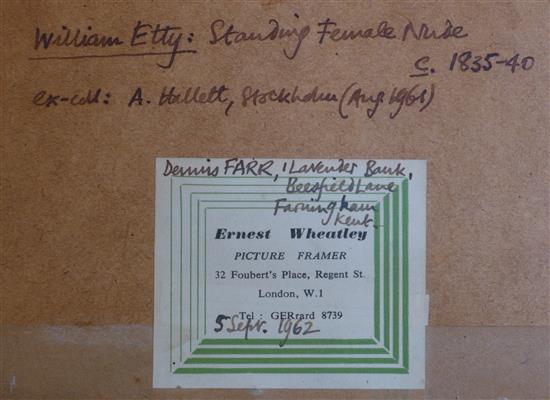 William Etty: Standing Female Nude
c. 1835-40
ex-coll: A. Hallett, Stockholm (Aug. 1961)
Dennis FARR, 1 Lavender Bank,
Beesfield Lane
Farningham
Kent.
Ernest Wheatley
PICTURE FRAMER
32 Foubert's Place, Regent St.
London, W.1
Tel : GERrard 8739
5 Sept. 1962